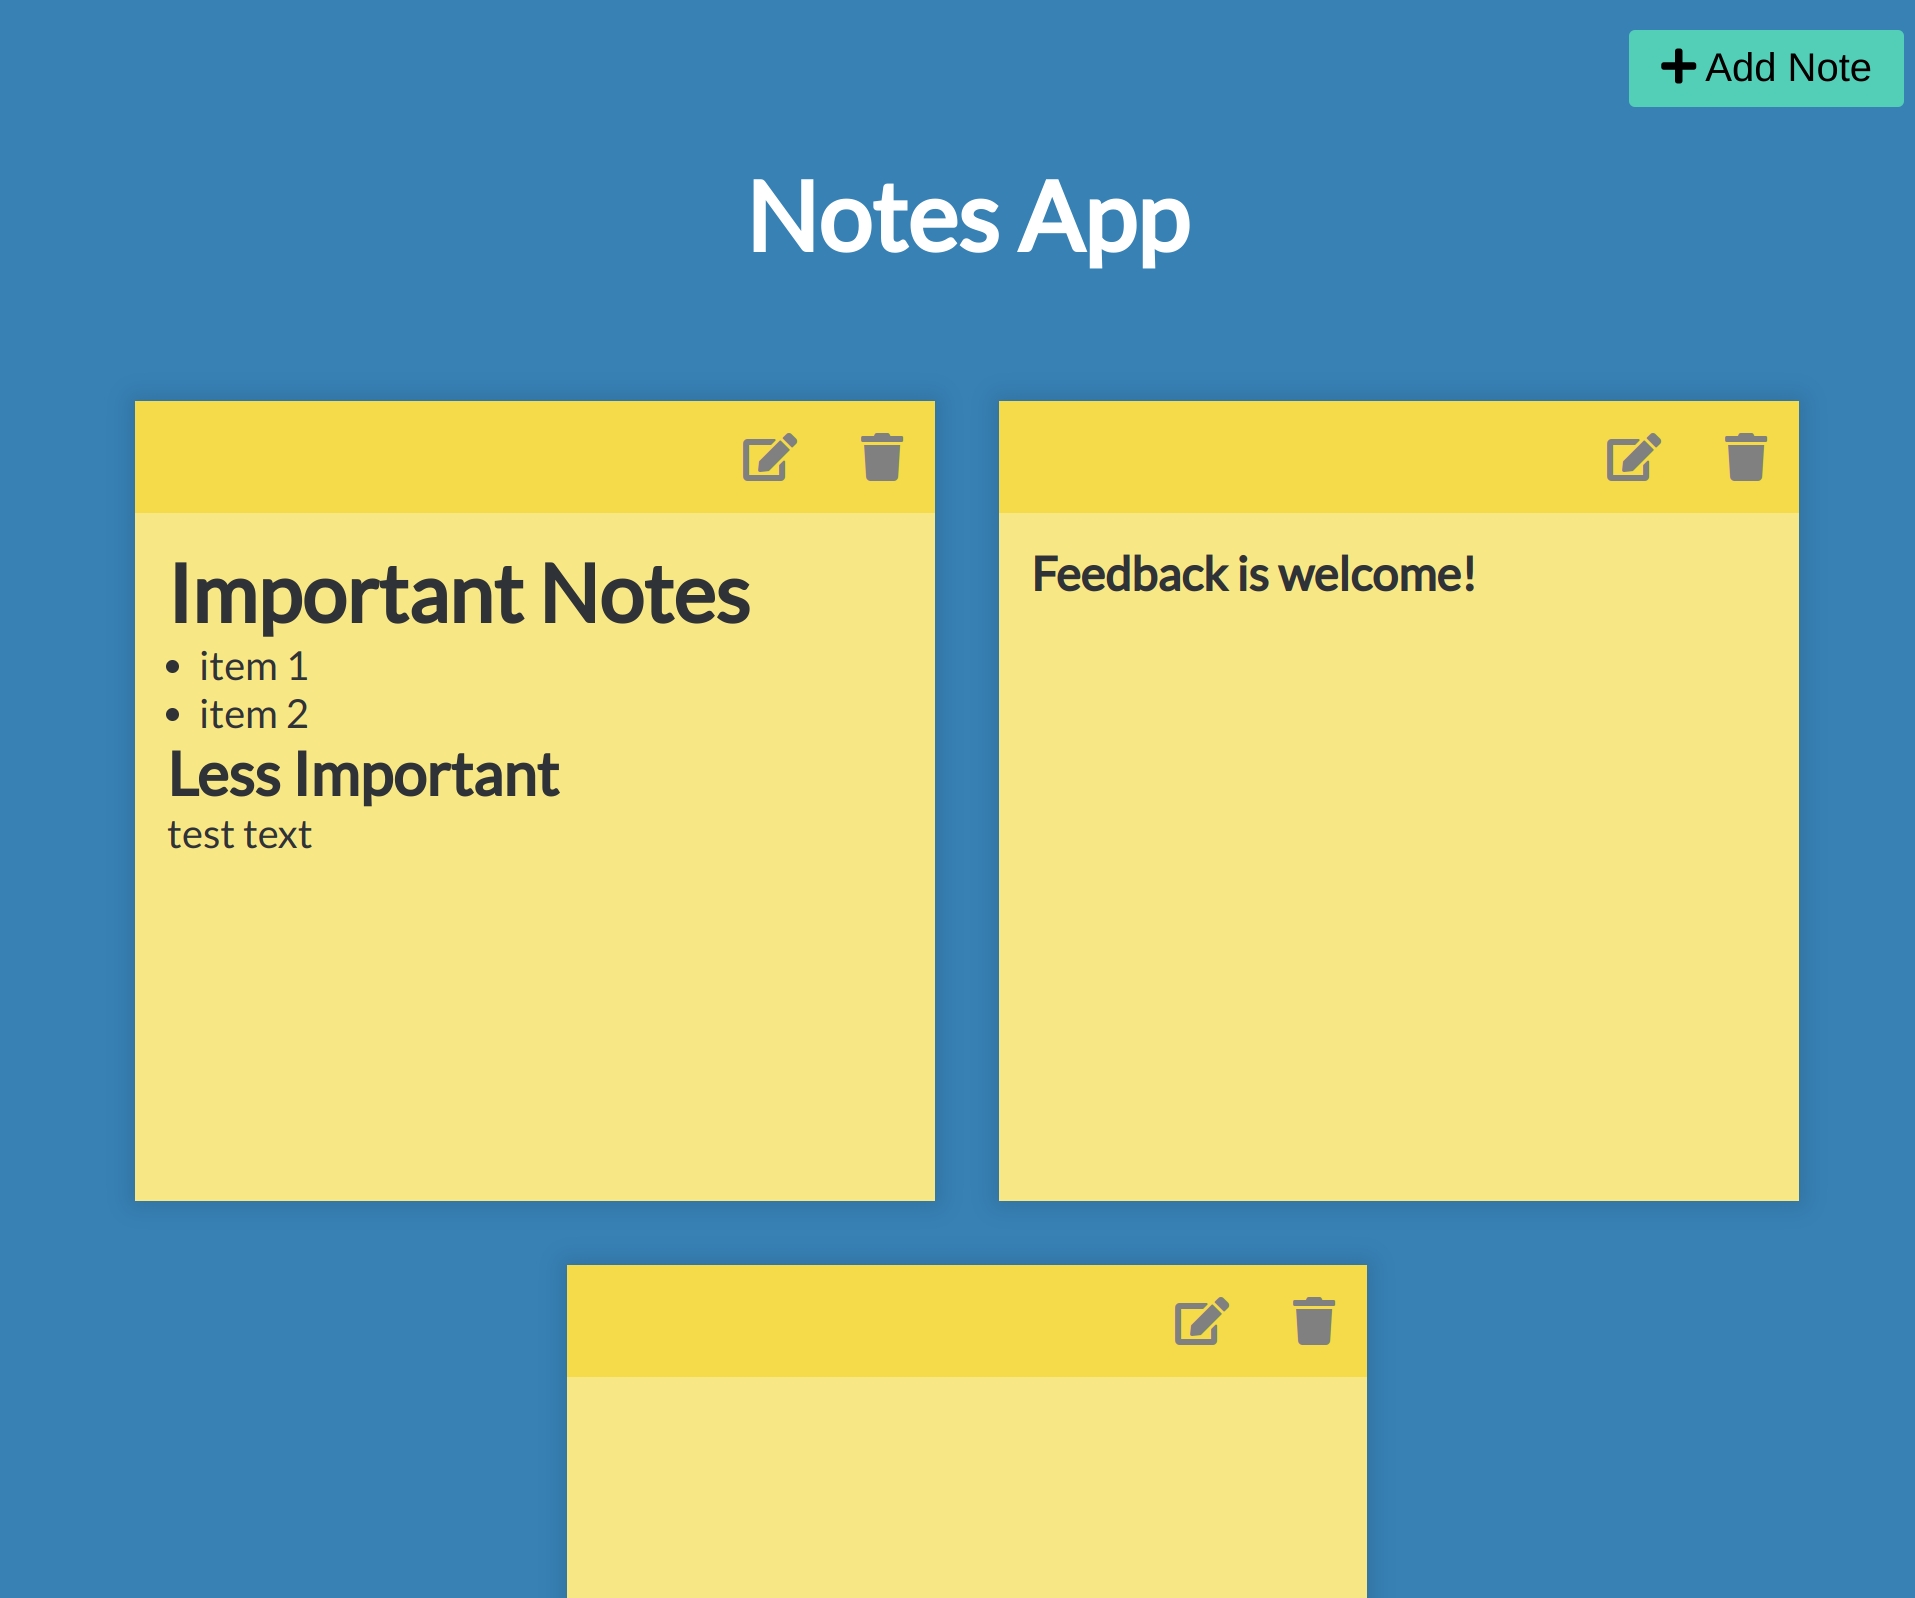 Add Note
Notes App
Important Notes
item 1
item 2
Less Important
test text
Feedback is welcome!